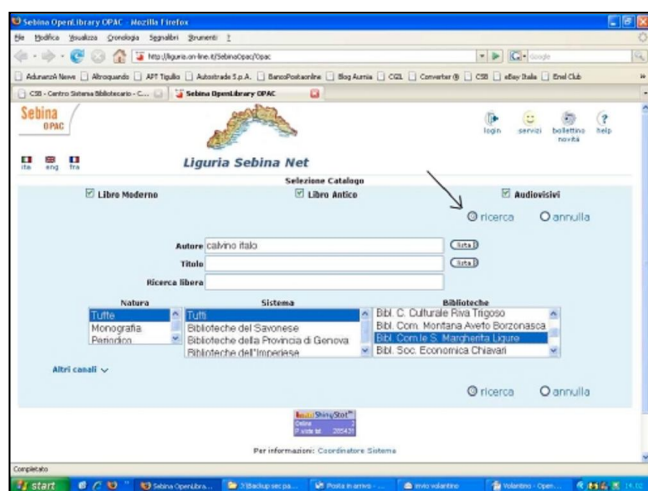 Sebina OpenLibrary OPAC - Mozilla Firefox
File Modifica Visualizza Cronologia Segnalibri Strumenti ?
http://liguria.on-line.it/SebinaOpac/Opac
Google
AdunanzA News Altroquando APT Tigullio Autostrade S.p.A. BancoPostaonline Blog Aurnia CGIL Converter @ CSB eBay Italia Enel Club
CSB - Centro Sistema Bibliotecario - C...
Sebina OpenLibrary OPAC
Sebina
OPAC
login servizi bollettino novità help
ita eng fra
Liguria Sebina Net
Selezione Catalogo
Libro Moderno Libro Antico Audiovisivi
ricerca annulla
Autore calvino italo lista
Titolo lista
Ricerca libera
Natura Sistema Biblioteche
Tutte Tutti Bibl. C. Culturale Riva Trigoso
Monografia Biblioteche del Savonese Bibl. Com. Montana Aveto Borzonasca
Periodico Biblioteche della Provincia di Genova Bibl. Com.le S. Margherita Ligure
Biblioteche dell'Imperiese Bibl. Soc. Economica Chiavari
Altri canali
ricerca annulla
ShinyStat
Online 2
Per informazioni: Coordinatore Sistema
Completato
start Sebina OpenLibra... Posta in arrivo - ... invio volantino Volantino - Open...